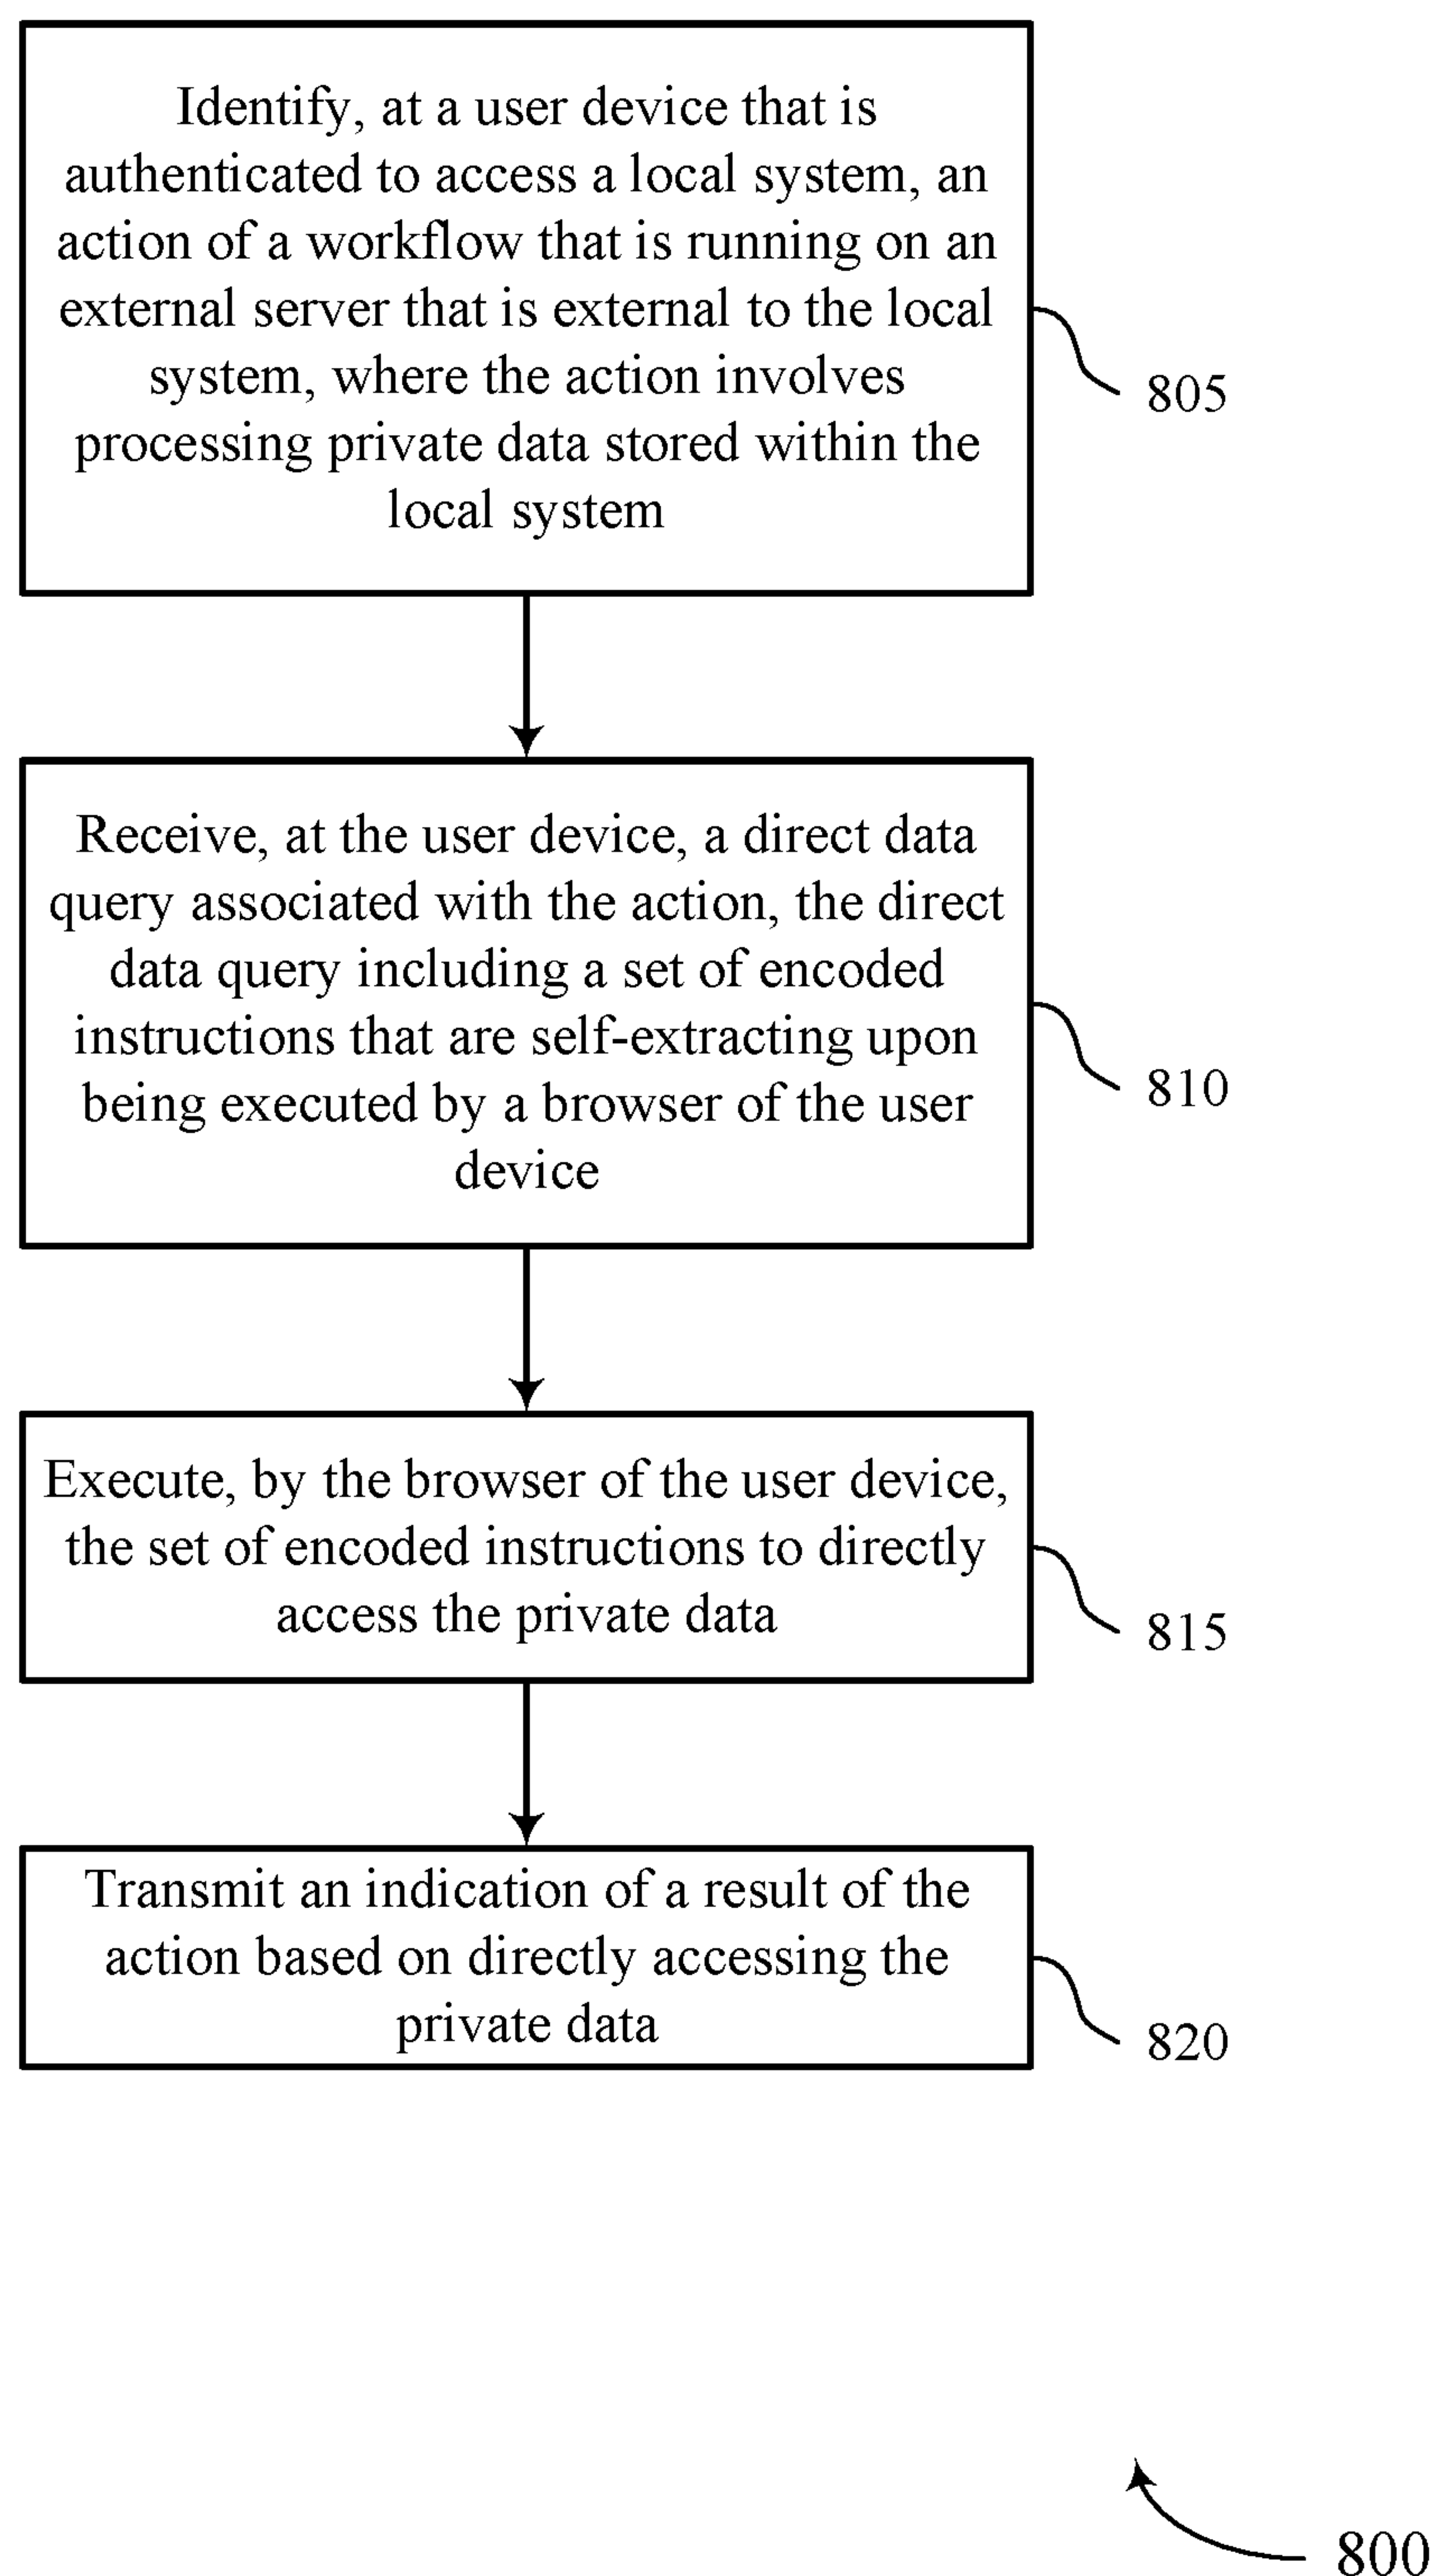 Identify, at a user device that is
authenticated to access a local system, an
action of a workflow that is running on an
external server that is external to the local
system, where the action involves
processing private data stored within the
local system
805
Receive, at the user device, a direct data
query associated with the action, the direct
data query including a set of encoded
instructions that are self-extracting upon
being executed by a browser of the user
device
810
Execute, by the browser of the user device,
the set of encoded instructions to directly
access the private data
815
Transmit an indication of a result of the
action based on directly accessing the
private data
820
800